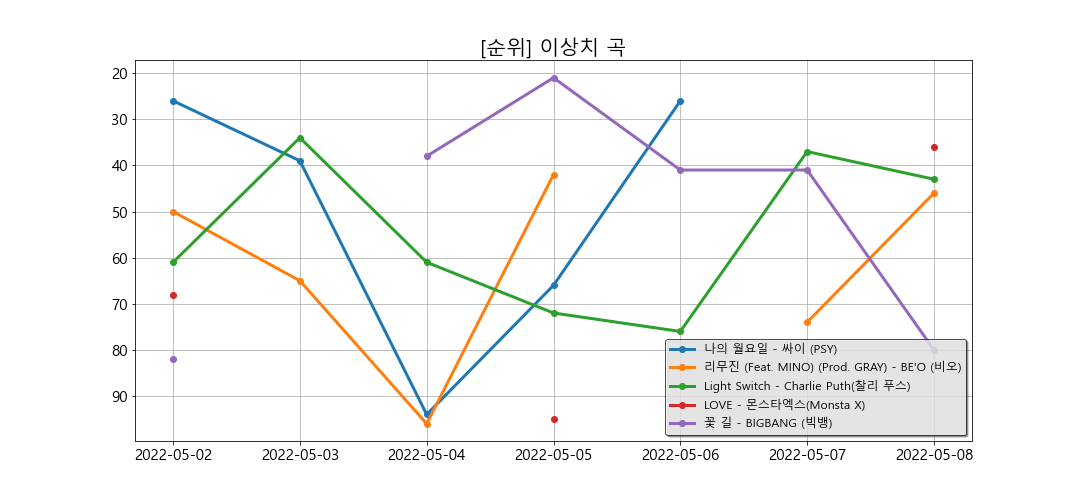 [순위] 이상치 곡
20
30
40
50
60
70
80
90
나의 월요일 - 싸이 (PSY)
리무진 (Feat. MINO) (Prod. GRAY) - BE'O (비오)
Light Switch - Charlie Puth(찰리 푸스)
LOVE - 몬스타엑스(Monsta X)
꽃 길 - BIGBANG (빅뱅)
2022-05-02 2022-05-03 2022-05-04 2022-05-05 2022-05-06 2022-05-07 2022-05-08